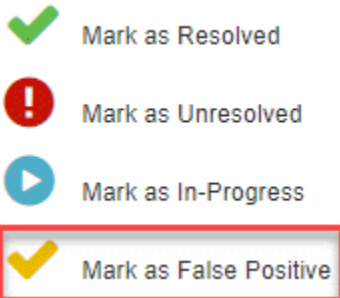 Mark as Resolved
Mark as Unresolved
Mark as In-Progress
Mark as False Positive